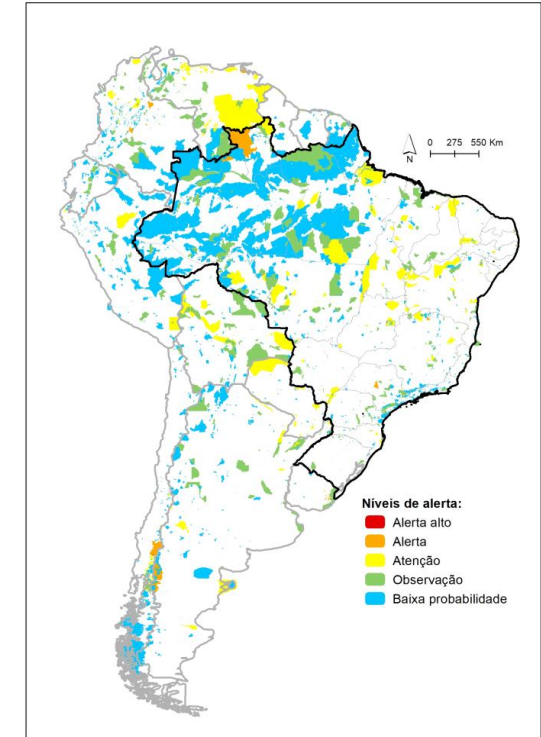 0 275 550 Km
N
Níveis de alerta:
Alerta alto
Alerta
Atenção
Observação
Baixa probabilidade